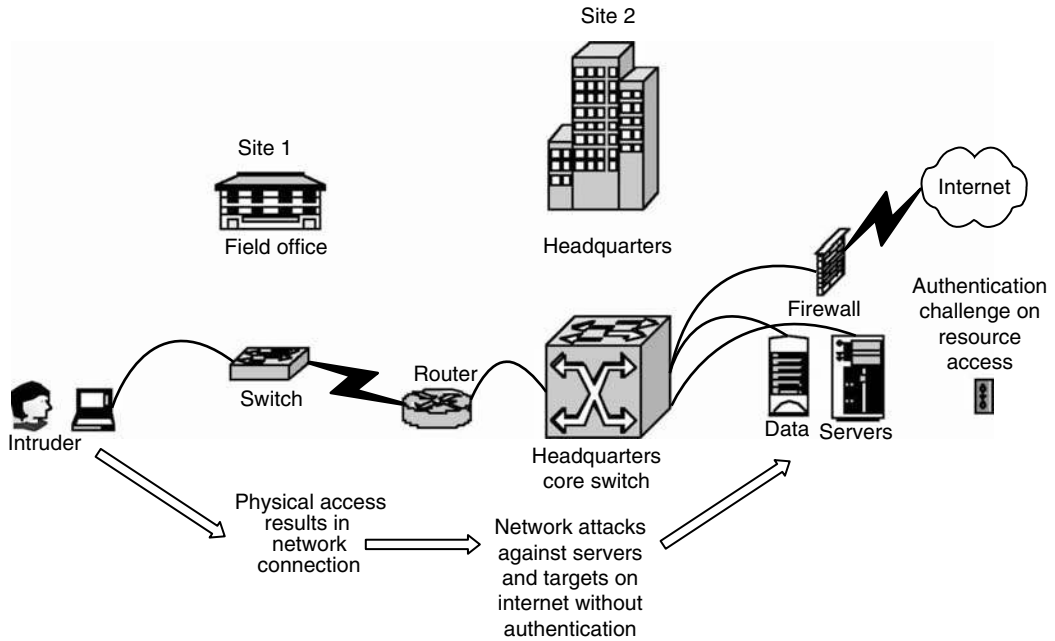 Site 2
Site 1
Field office
Headquarters
Internet
Firewall
Authentication
challenge on
resource
access
Router
Switch
Intruder
Data
Servers
Headquarters
core switch
Physical access
results in
network
connection
Network attacks
against servers
and targets on
internet without
authentication